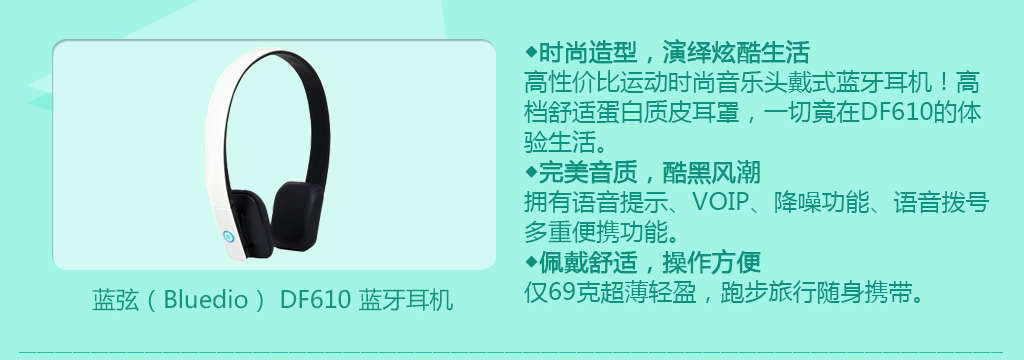 ◆时尚造型，演绎炫酷生活
高性价比运动时尚音乐头戴式蓝牙耳机！高
档舒适蛋白质皮耳罩，一切竟在DF610的体
验生活。
◆完美音质，酷黑风潮
拥有语音提示、VOIP、降噪功能、语音拨号
多重便携功能。
◆佩戴舒适，操作方便
仅69克超薄轻盈，跑步旅行随身携带。
蓝弦（Bluedio） DF610 蓝牙耳机